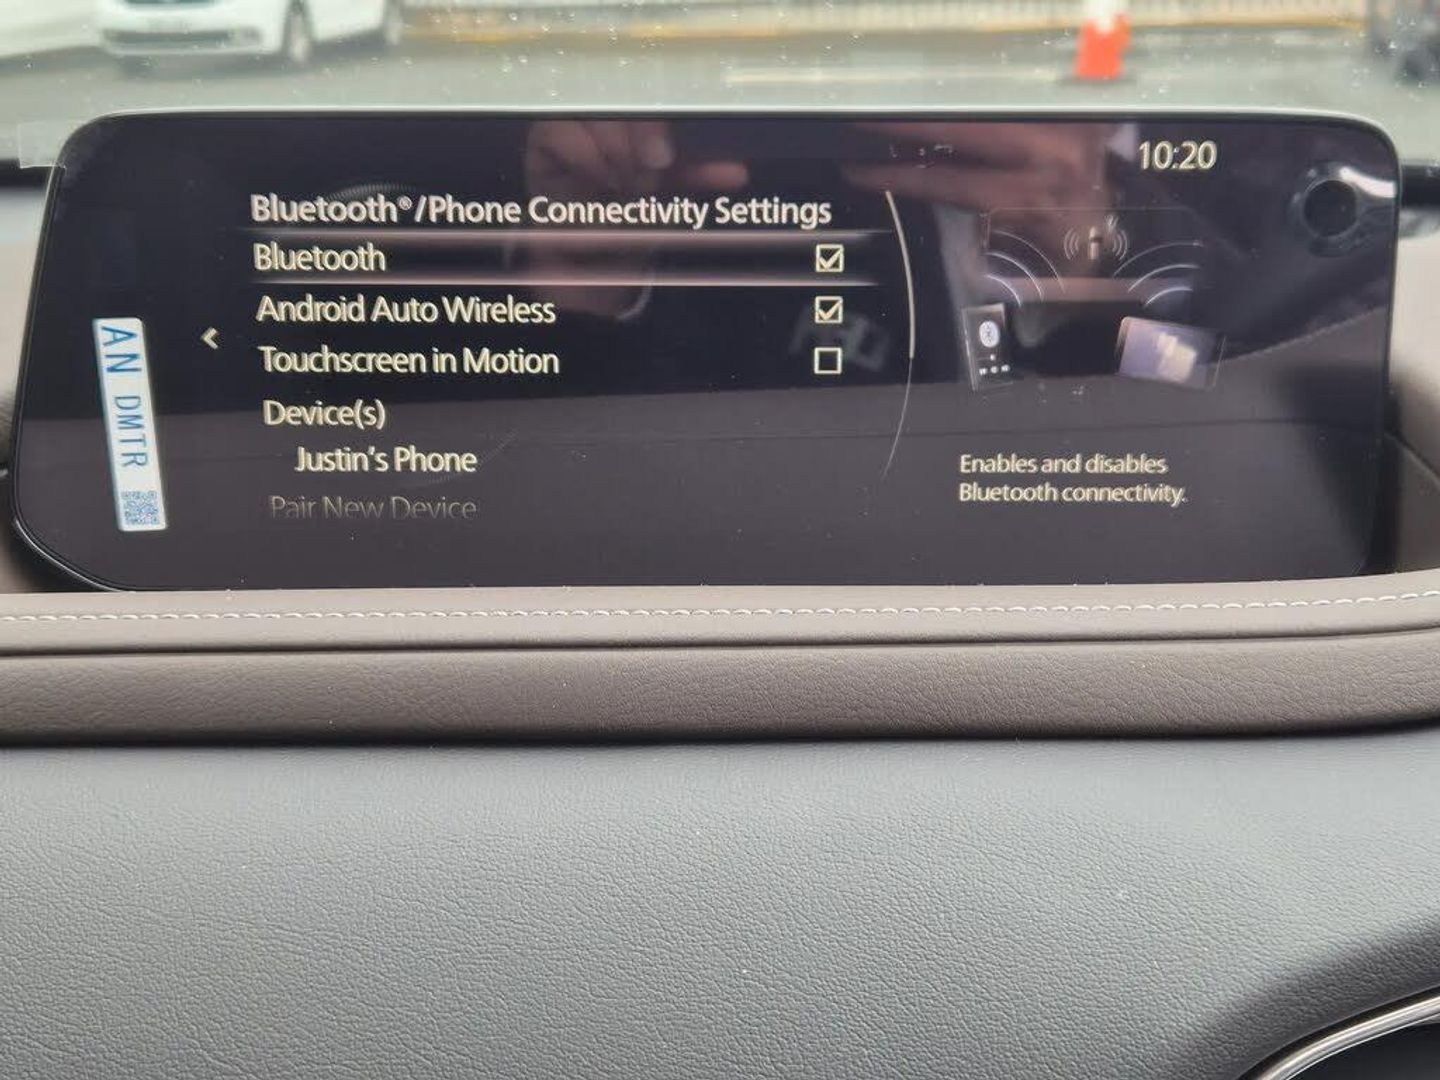 10:20
Bluetooth®/Phone Connectivity Settings
Bluetooth
Android Auto Wireless
Touchscreen in Motion
Device(s)
Justin's Phone
Pair New Device
Enables and disables
Bluetooth connectivity.
AN DMTR